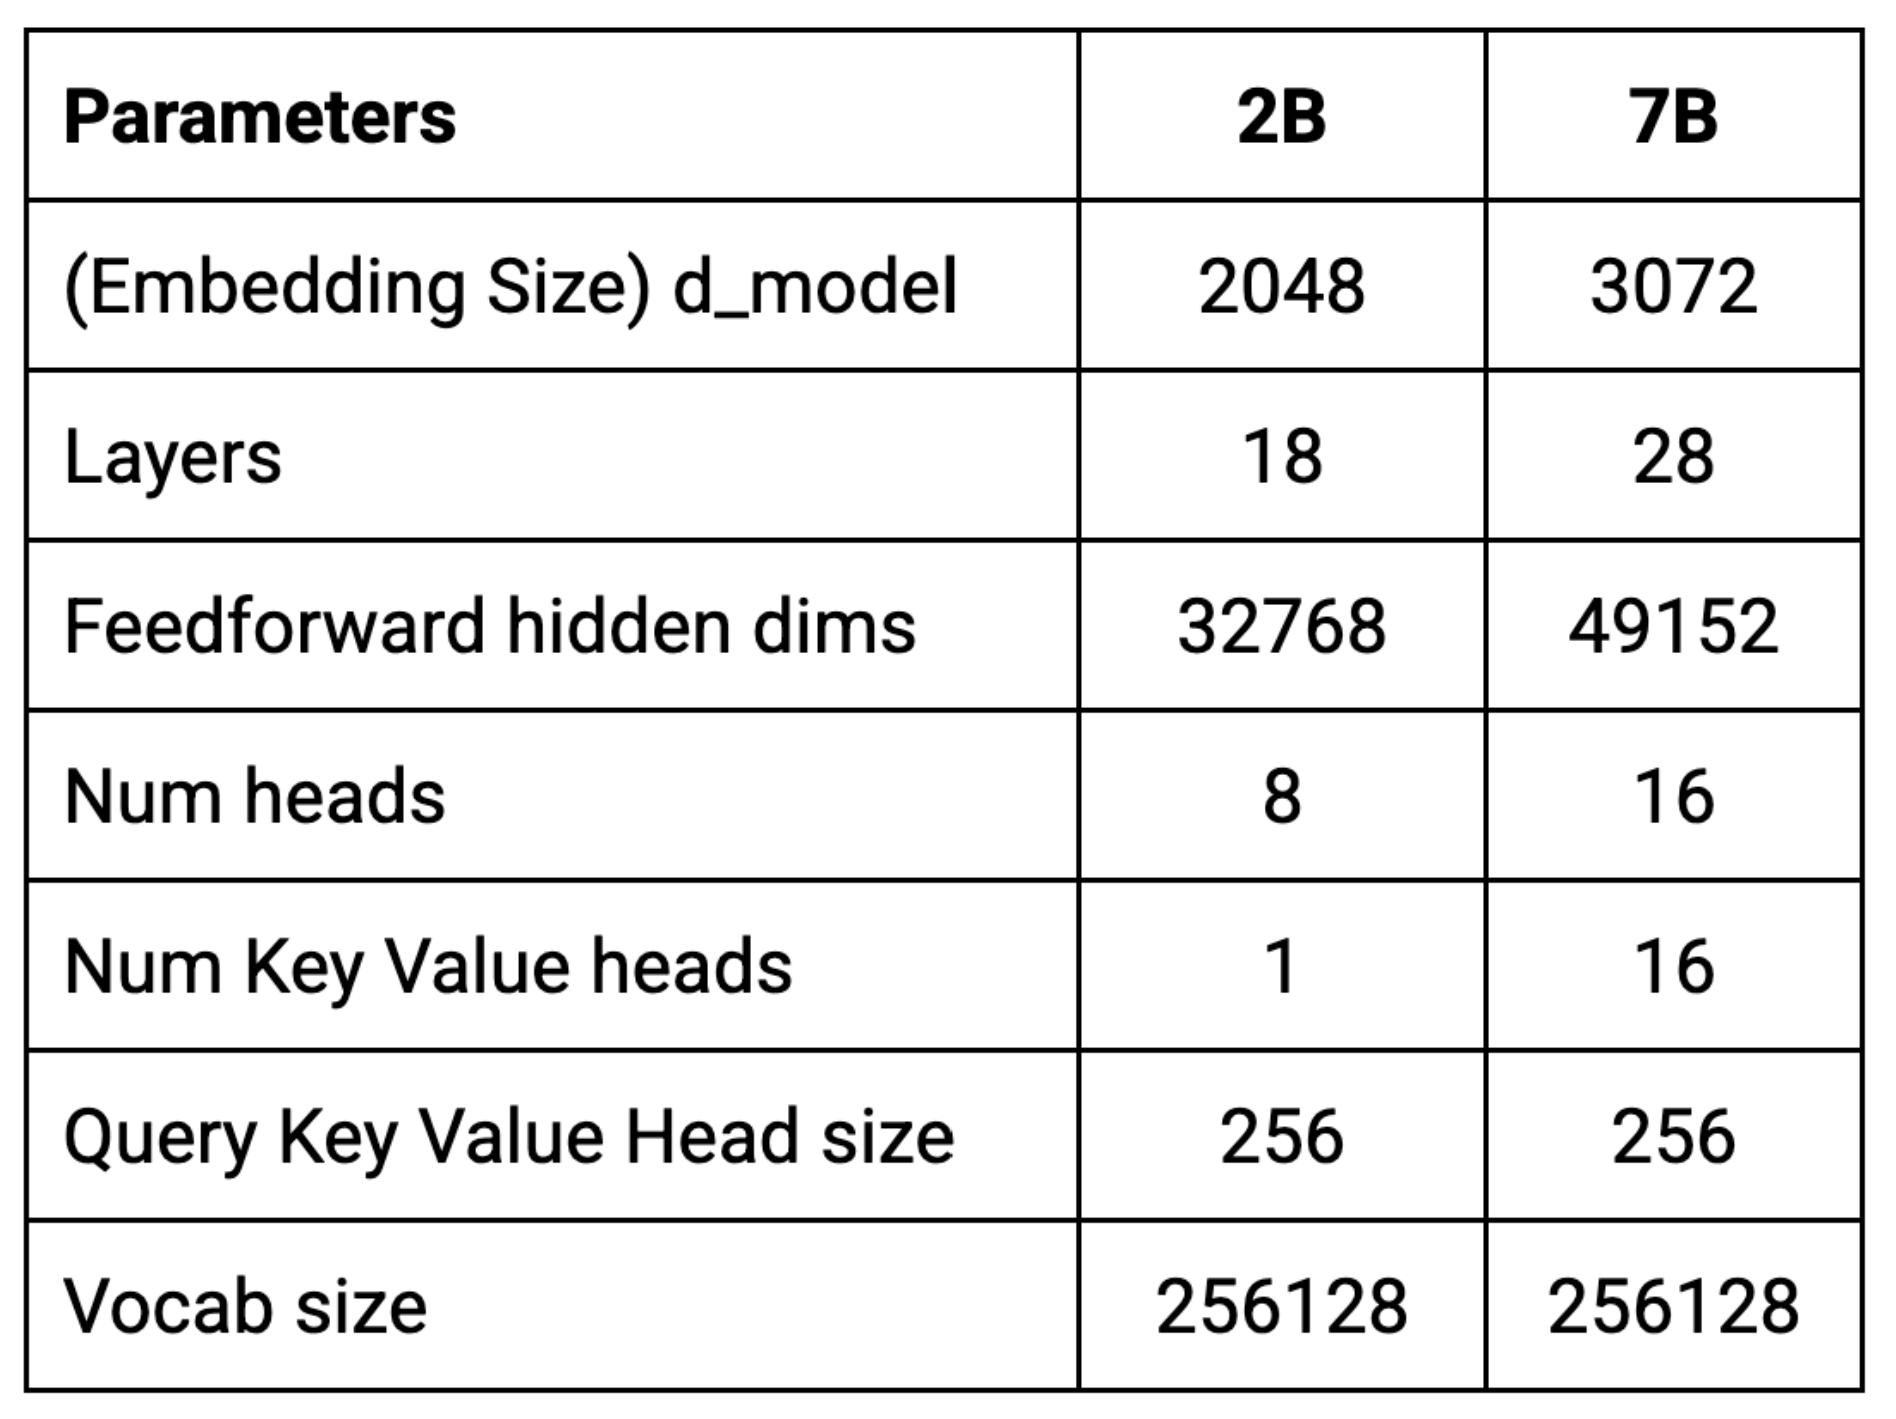 Parameters 2B 7B
(Embedding Size) d_model 2048 3072
Layers 18 28
Feedforward hidden dims 32768 49152
Num heads 8 16
Num Key Value heads 1 16
Query Key Value Head size 256 256
Vocab size 256128 256128